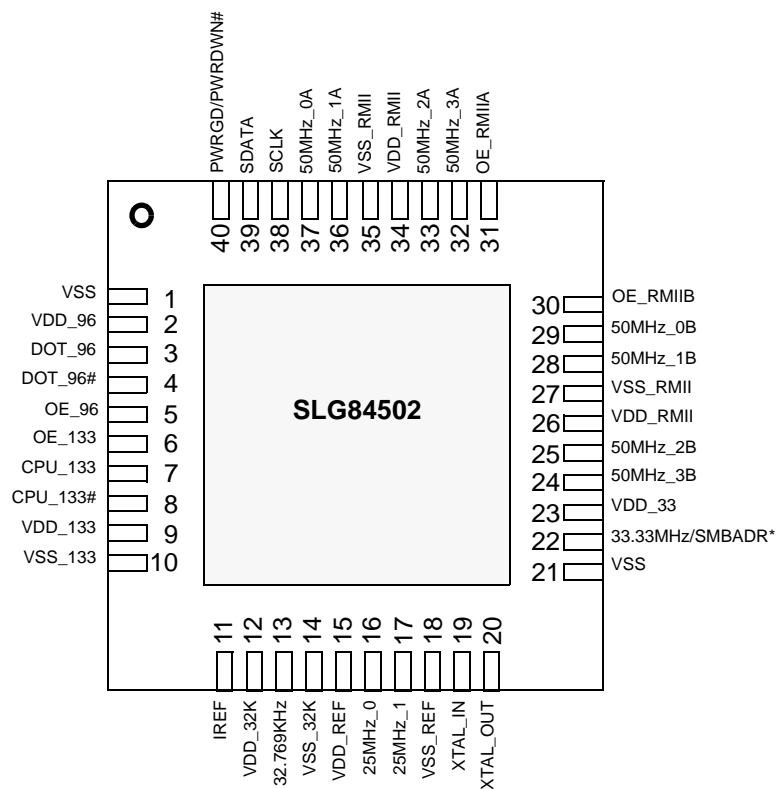 PWRGD/PWRDWN#
SDATA
SCLK
50MHz_0A
50MHz_1A
VSS_RMII
VDD_RMII
50MHz_2A
50MHz_3A
OE_RMIIA
40
39
38
37
36
35
34
33
32
31
VSS 1
VDD_96 2
DOT_96 3
DOT_96# 4
OE_96 5
OE_133 6
CPU_133 7
CPU_133# 8
VDD_133 9
VSS_133 10
SLG84502
30 OE_RMIIB
29 50MHz_0B
28 50MHz_1B
27 VSS_RMII
26 VDD_RMII
25 50MHz_2B
24 50MHz_3B
23 VDD_33
22 33.33MHz/SMBADR*
21 VSS
11
12
13
14
15
16
17
18
19
20
IREF
VDD_32K
32.769KHz
VSS_32K
VDD_REF
25MHz_0
25MHz_1
VSS_REF
XTAL_IN
XTAL_OUT